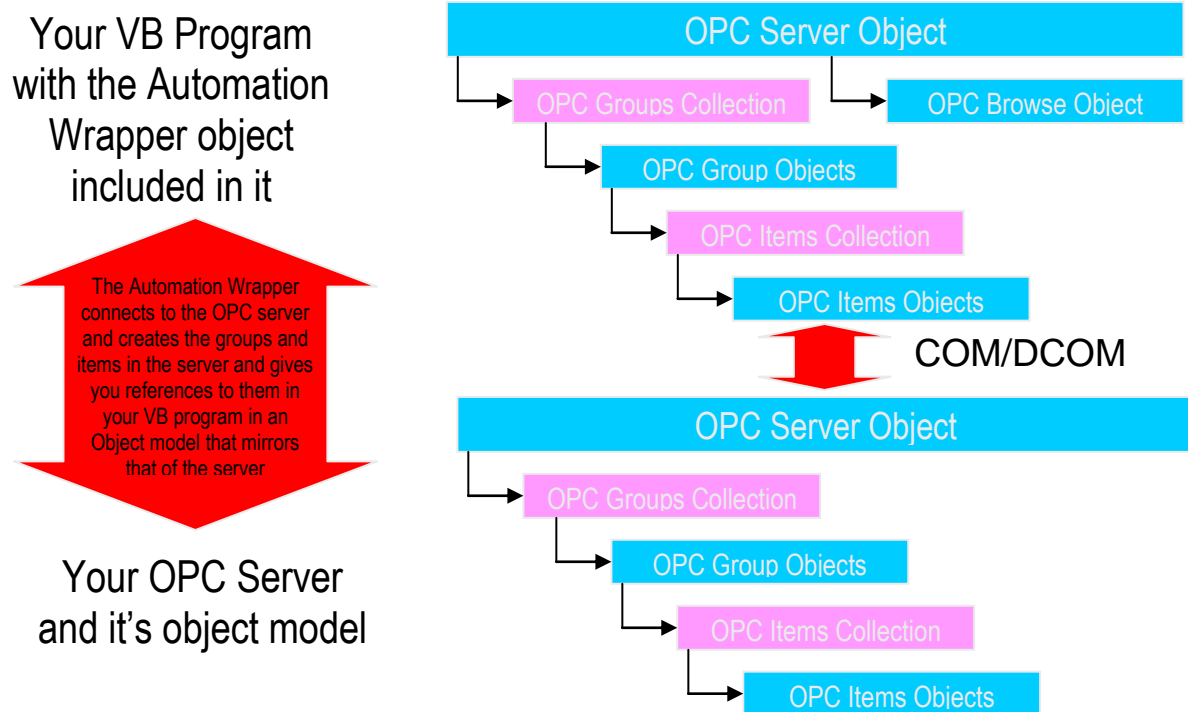 Your VB Program
with the Automation
Wrapper object
included in it
The Automation Wrapper
connects to the OPC server
and creates the groups and
items in the server and gives
you references to them in
your VB program in an
Object model that mirrors
that of the server
Your OPC Server
and it’s object model
OPC Server Object
OPC Groups Collection
OPC Browse Object
OPC Group Objects
OPC Items Collection
OPC Items Objects
COM/DCOM
OPC Server Object
OPC Groups Collection
OPC Group Objects
OPC Items Collection
OPC Items Objects